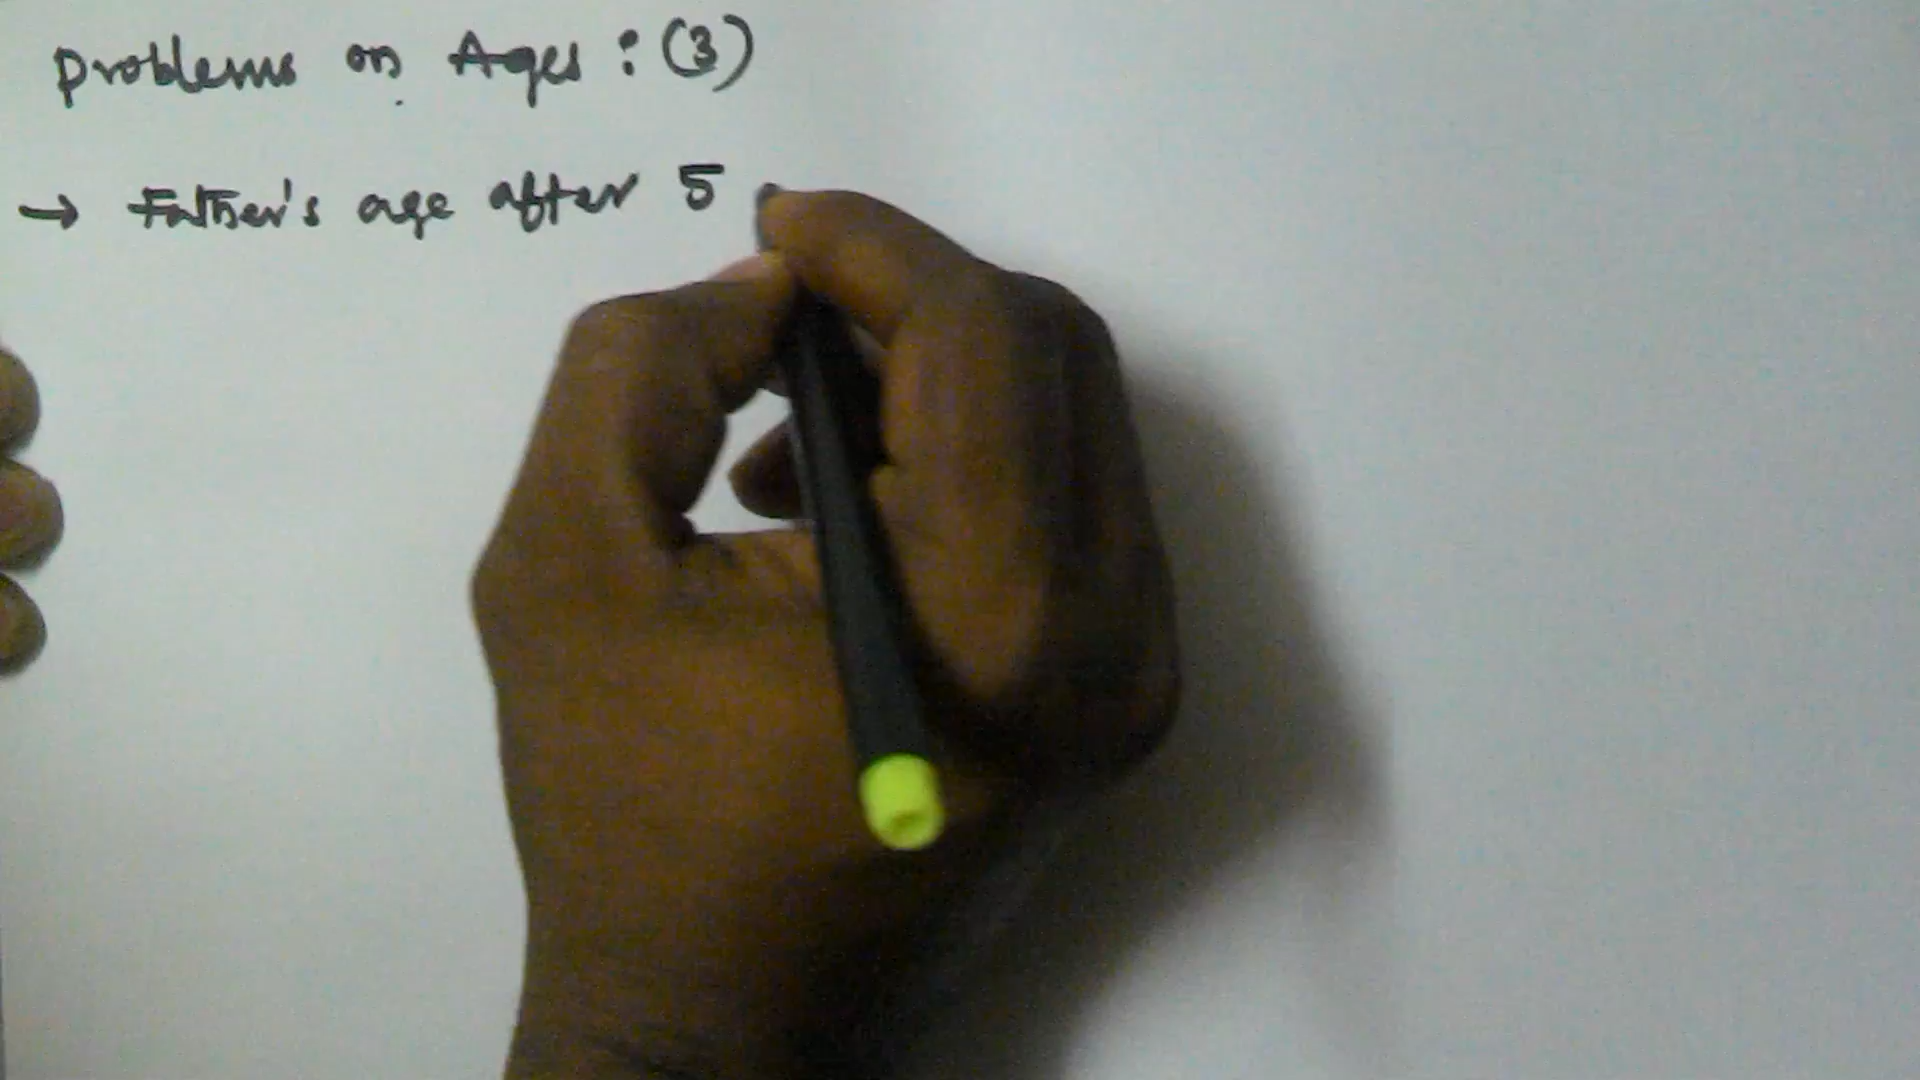 Problems on Ages : (3)
→ Father's age after 5